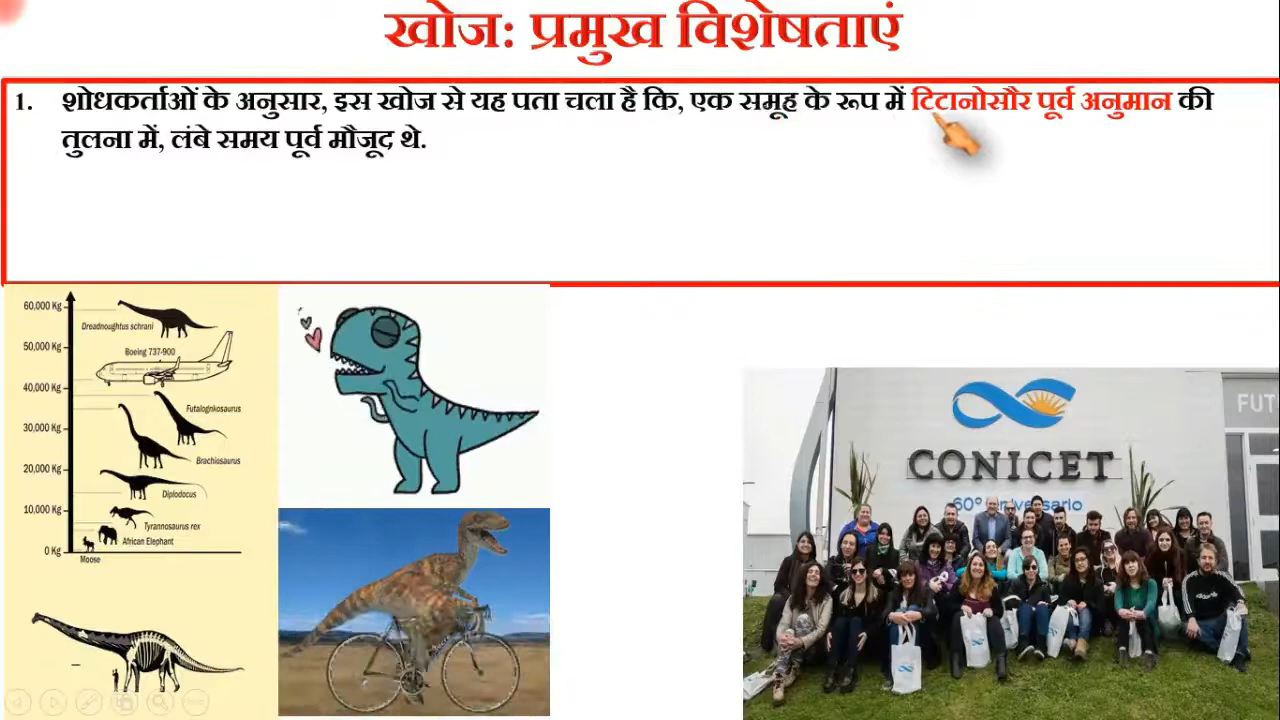 खोज: प्रमुख विशेषताएं
1. शोधकर्ताओं के अनुसार, इस खोज से यह पता चला है कि, एक समूह के रूप में टिटानोसौर पूर्व अनुमान की
तुलना में, लंबे समय पूर्व मौजूद थे.
60,000 Kg
Dreadnoughtus schrani
50,000 Kg
Boeing 737-900
40,000 Kg
Futalognkosaurus
30,000 Kg
Brachiosaurus
20,000 Kg
Diplodocus
10,000 Kg
Tyrannosaurus rex
African Elephant
0 Kg
Moose
FUT
CONICET
60º aniversario